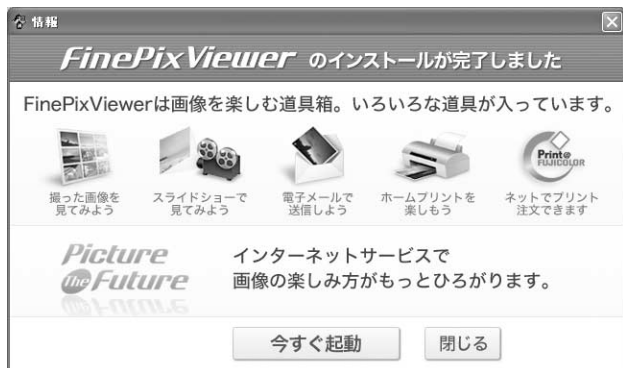 情報
FinePixViewer のインストールが完了しました
FinePixViewerは画像を楽しむ道具箱。いろいろな道具が入っています。
撮った画像を
見てみよう
スライドショーで
見てみよう
電子メールで
送信しよう
ホームプリントを
楽しもう
Print@
FUJICOLOR
ネットでプリント
注文できます
Picture
The Future
インターネットサービスで
画像の楽しみ方がもっとひろがります。
今すぐ起動
閉じる